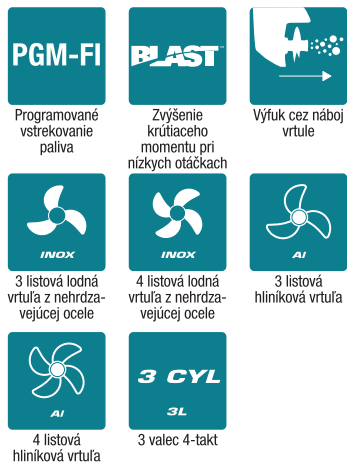 PGM-FI
Programované
vstrekovanie
paliva
BLAST™
Zvýšenie
krútiaceho
momentu pri
nízkych otáčkach
Výfuk cez náboj
vrtule
INOX
3 listová lodná
vrtuľa z nehrdza-
vejúcej ocele
INOX
4 listová lodná
vrtuľa z nehrdza-
vejúcej ocele
Al
3 listová
hliníková vrtuľa
Al
4 listová
hliníková vrtuľa
3 CYL
3L
3 valec 4-takt